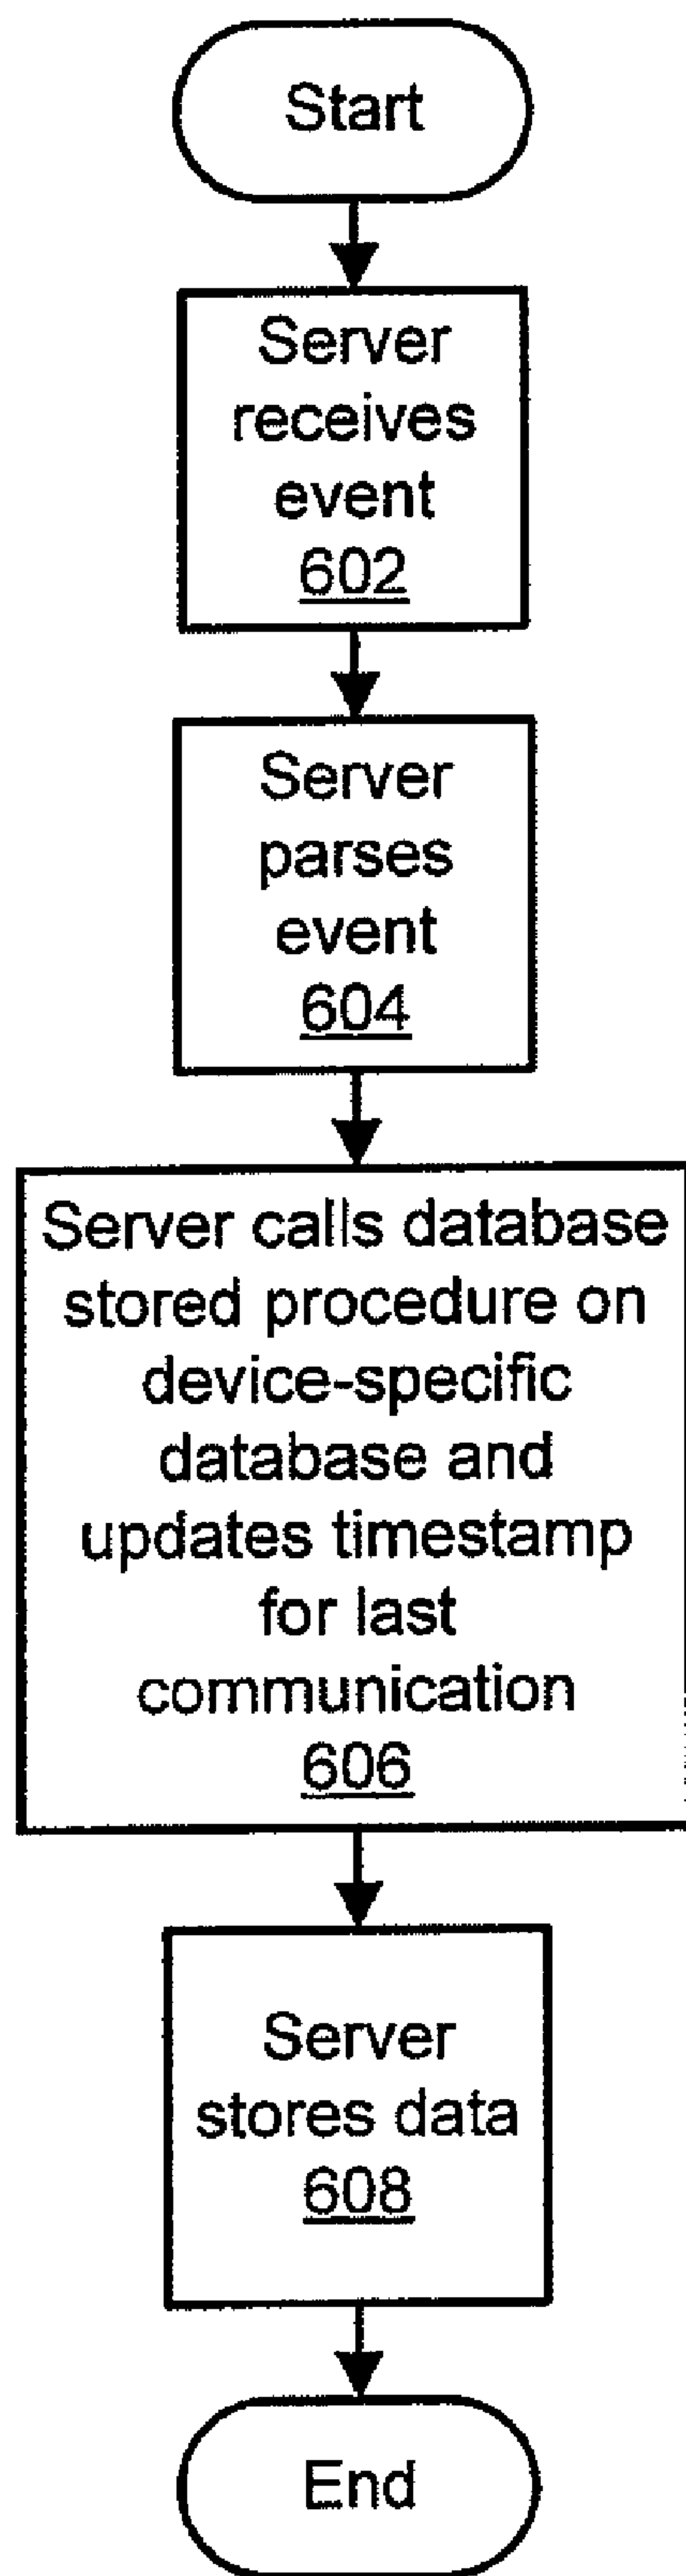 Start
Server
receives
event
602
Server
parses
event
604
Server calls database
stored procedure on
device-specific
database and
updates timestamp
for last
communication
606
Server
stores data
608
End